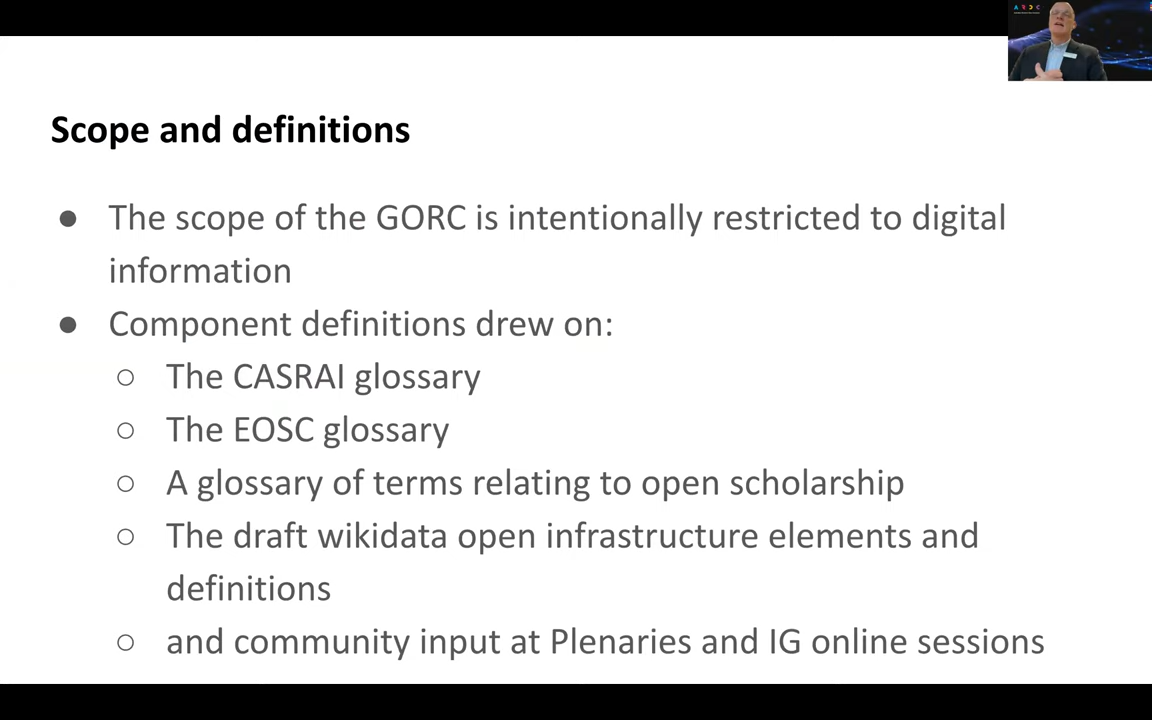 A R D C
Scope and definitions
● The scope of the GORC is intentionally restricted to digital
information
● Component definitions drew on:
○ The CASRAI glossary
○ The EOSC glossary
○ A glossary of terms relating to open scholarship
○ The draft wikidata open infrastructure elements and
definitions
○ and community input at Plenaries and IG online sessions